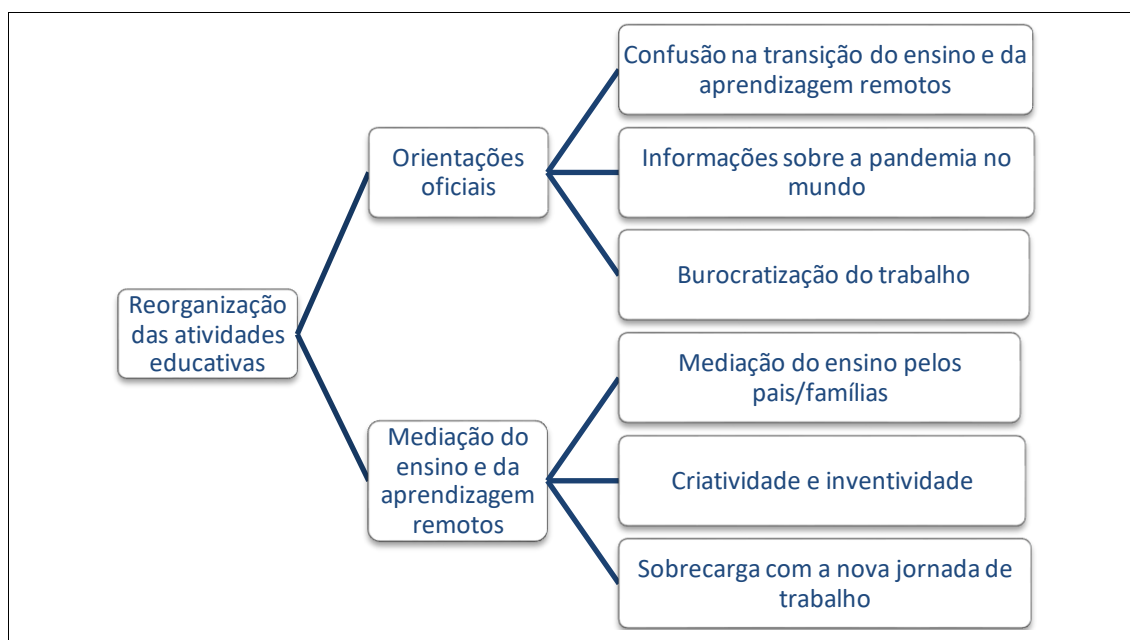 Reorganização
das atividades
educativas
Orientações
oficiais
Confusão na transição do ensino e da
aprendizagem remotos
Informações sobre a pandemia no
mundo
Burocratização do trabalho
Mediação do
ensino e da
aprendizagem
remotos
Mediação do ensino pelos
pais/famílias
Criatividade e inventividade
Sobrecarga com a nova jornada de
trabalho